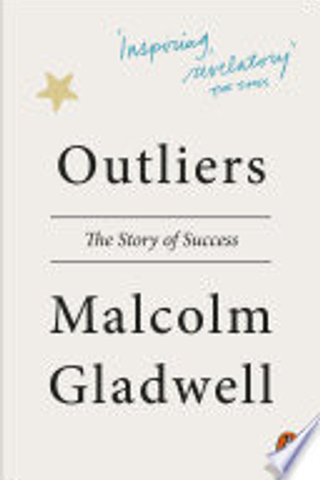 'Inspiring,
revelatory'
THE TIMES
Outliers
The Story of Success
Malcolm
Gladwell